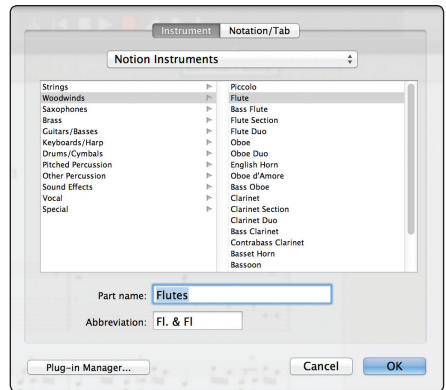 Instrument Notation/Tab
Notion Instruments
Strings
Woodwinds
Saxophones
Brass
Guitars/Basses
Keyboards/Harp
Drums/Cymbals
Pitched Percussion
Other Percussion
Sound Effects
Vocal
Special
Piccolo
Flute
Bass Flute
Flute Section
Flute Duo
Oboe
Oboe Duo
English Horn
Oboe d'Amore
Bass Oboe
Clarinet
Clarinet Section
Clarinet Duo
Bass Clarinet
Contrabass Clarinet
Basset Horn
Bassoon
Part name: Flutes
Abbreviation: Fl. & Fl
Plug-in Manager... Cancel OK